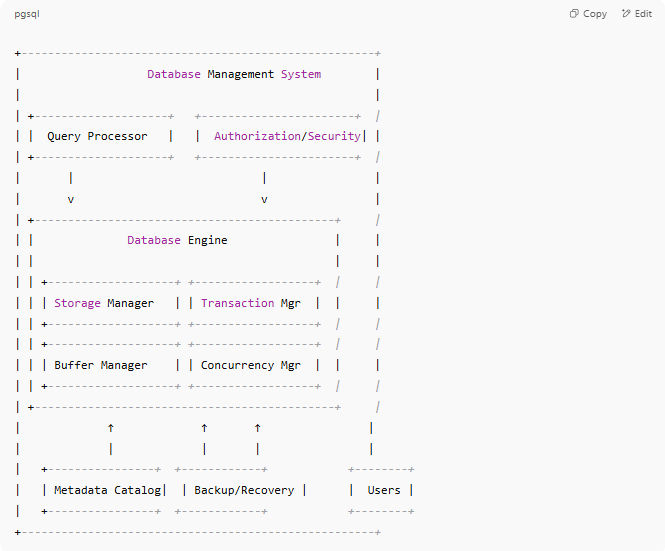 pgsql Copy Edit
Database Management System
Query Processor Authorization/Security
v v
Database Engine
Storage Manager Transaction Mgr
Buffer Manager Concurrency Mgr
↑ ↑ ↑
Metadata Catalog Backup/Recovery Users